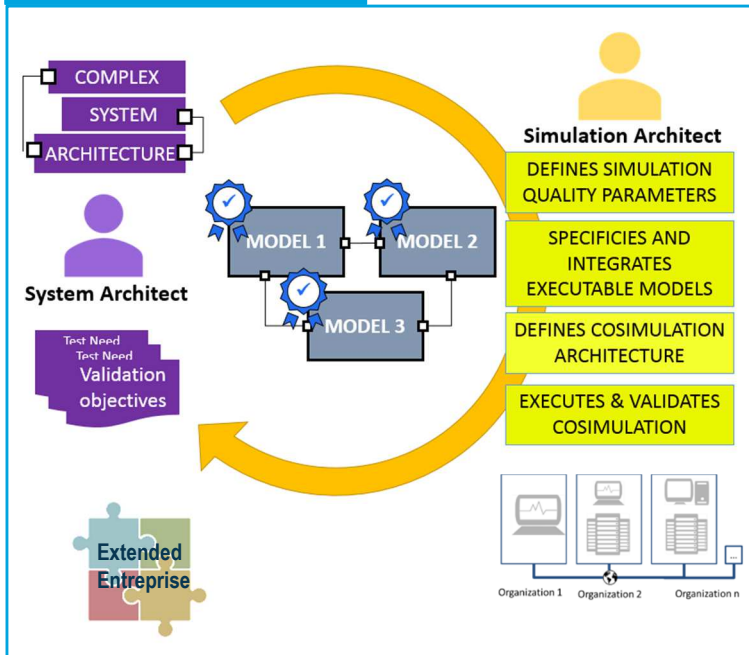 COMPLEX
SYSTEM
ARCHITECTURE
System Architect
Test Need
Test Need
Validation
objectives
Extended
Entreprise
MODEL 1
MODEL 2
MODEL 3
Simulation Architect
DEFINES SIMULATION
QUALITY PARAMETERS
SPECIFICIES AND
INTEGRATES
EXECUTABLE MODELS
DEFINES COSIMULATION
ARCHITECTURE
EXECUTES & VALIDATES
COSIMULATION
...
Organization 1
Organization 2
Organization n